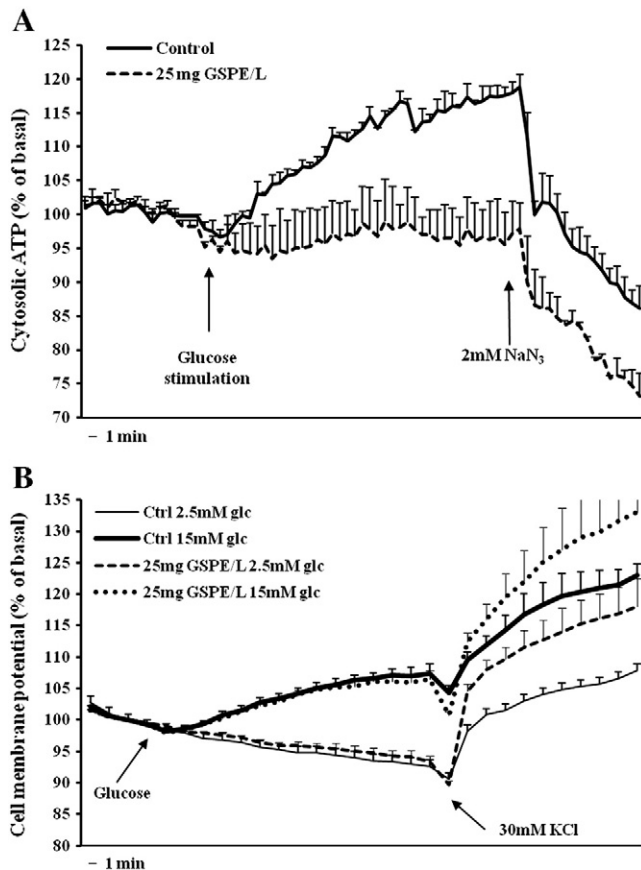 A
Cytosolic ATP (% of basal)
125
120
115
110
105
100
95
90
85
80
75
70
Control
25mg GSPE/L
Glucose
stimulation
2mM NaN₃
– 1 min
B
Cell membrane potential (% of basal)
135
130
125
120
115
110
105
100
95
90
85
80
Ctrl 2.5mM glc
Ctrl 15mM glc
25mg GSPE/L 2.5mM glc
25mg GSPE/L 15mM glc
Glucose
30mM KCl
– 1 min